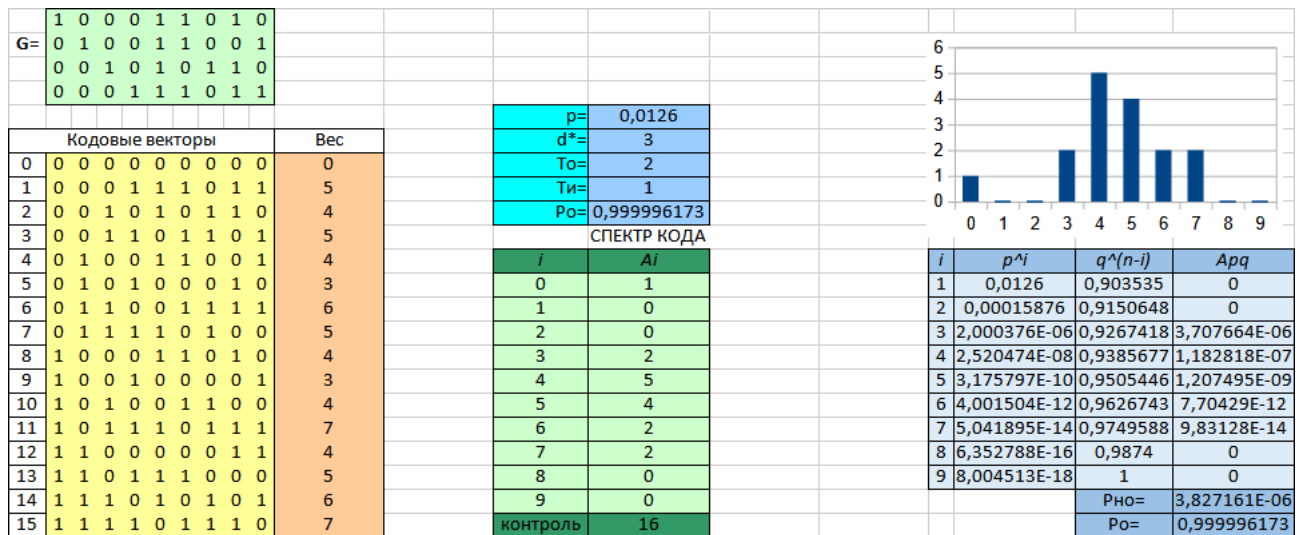 1 0 0 0 1 1 0 1 0
G= 0 1 0 0 1 1 0 0 1
0 0 1 0 1 0 1 1 0
0 0 0 1 1 1 0 1 1
Кодовые векторы Вес
0 0 0 0 0 0 0 0 0 0 0
1 0 0 0 1 1 1 0 1 1 5
2 0 0 1 0 1 0 1 1 0 4
3 0 0 1 1 0 1 1 0 1 5
4 0 1 0 0 1 1 0 0 1 4
5 0 1 0 1 0 0 0 1 0 3
6 0 1 1 0 0 1 1 1 1 6
7 0 1 1 1 1 0 1 0 0 5
8 1 0 0 0 1 1 0 1 0 4
9 1 0 0 1 0 0 0 0 1 3
10 1 0 1 0 0 1 1 0 0 4
11 1 0 1 1 1 0 1 1 1 7
12 1 1 0 0 0 0 0 1 1 4
13 1 1 0 1 1 1 0 0 0 5
14 1 1 1 0 1 0 1 0 1 6
15 1 1 1 1 0 1 1 1 0 7
p= 0,0126
d*= 3
То= 2
Ти= 1
Ро= 0,999996173
СПЕКТР КОДА
i Ai
0 1
1 0
2 0
3 2
4 5
5 4
6 2
7 2
8 0
9 0
контроль 16
6
5
4
3
2
1
0
0 1 2 3 4 5 6 7 8 9
i p^i q^(n-i) Apq
1 0,0126 0,903535 0
2 0,00015876 0,9150648 0
3 2,000376E-06 0,9267418 3,707664E-06
4 2,520474E-08 0,9385677 1,182818E-07
5 3,175797E-10 0,9505446 1,207495E-09
6 4,001504E-12 0,9626743 7,70429E-12
7 5,041895E-14 0,9749588 9,83128E-14
8 6,352788E-16 0,9874 0
9 8,004513E-18 1 0
Рно= 3,827161E-06
Ро= 0,999996173